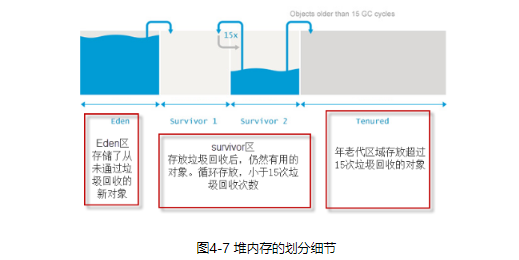 Objects older than 15 GC cycles
15x
Eden
Survivor 1
Survivor 2
Tenured
Eden区
存储了从
未通过垃
圾回收的
新对象
survivor区
存放垃圾回收后，仍然有用的
对象。循环存放，小于15次垃
圾回收次数
年老代区域存放超过
15次垃圾回收的对象
图4-7 堆内存的划分细节